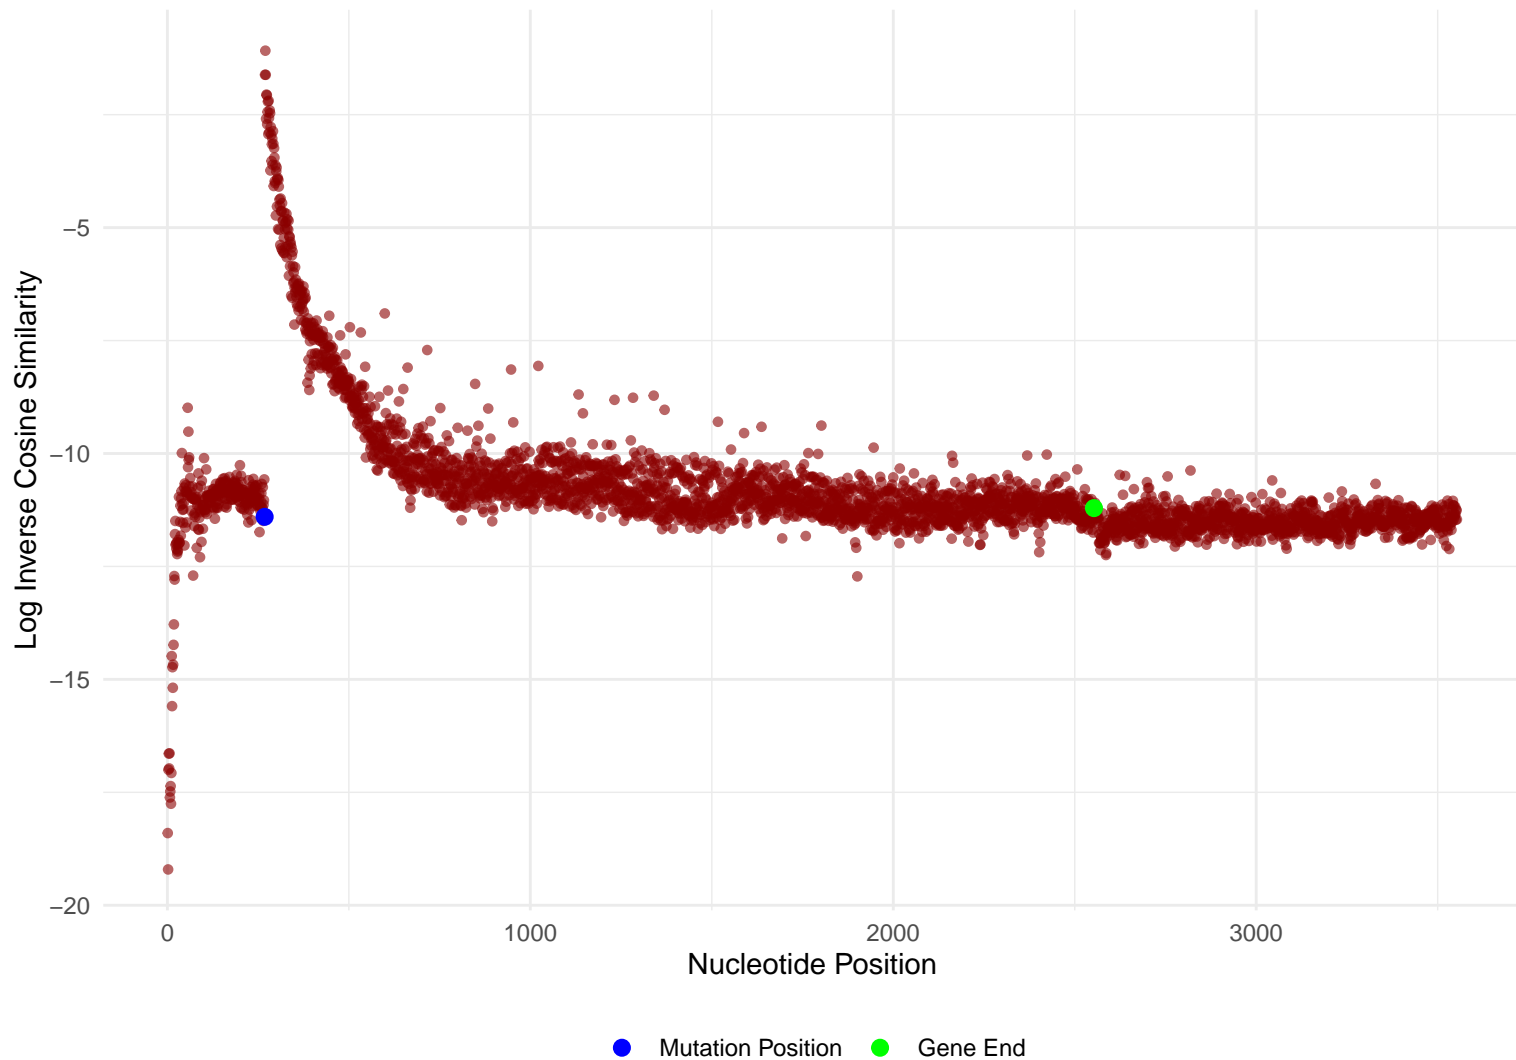 Log Inverse Cosine Similarity
−5
−10
−15
−20
0 1000 2000 3000
Nucleotide Position
Mutation Position Gene End